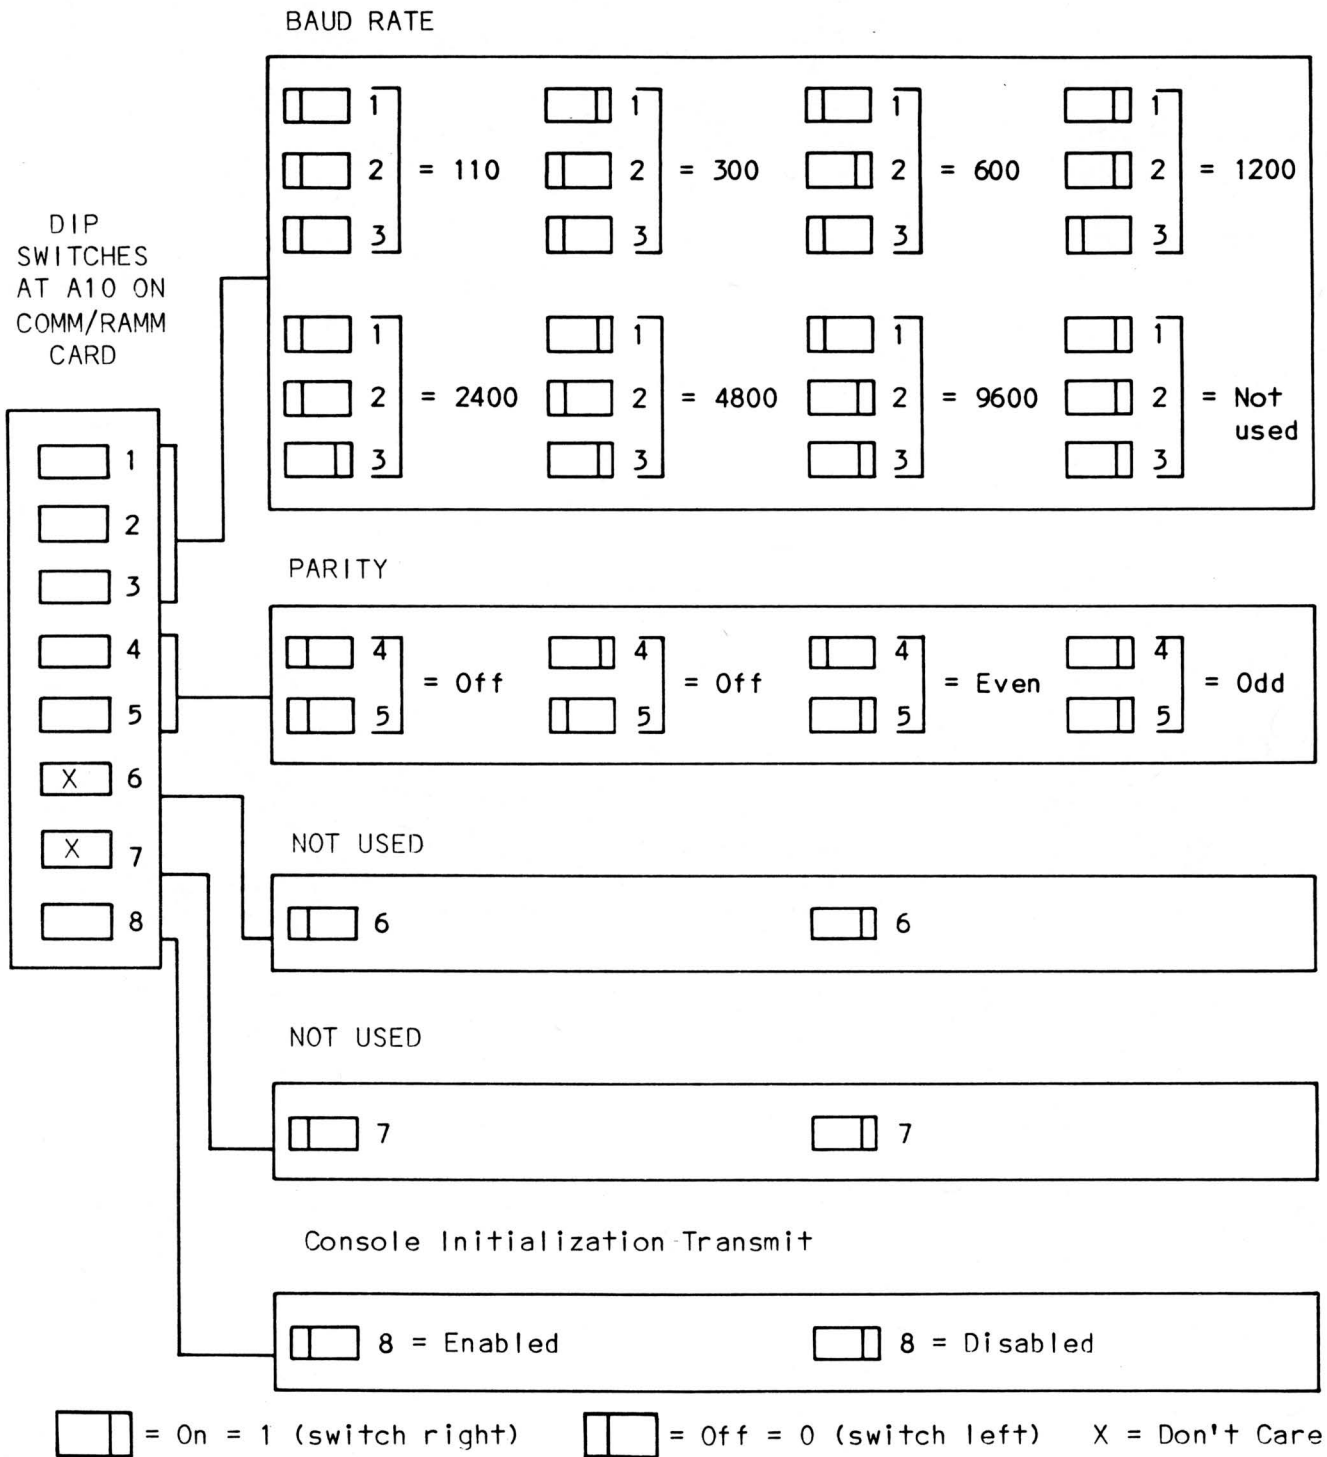 BAUD RATE
1 1 1 1
2 = 110 2 = 300 2 = 600 2 = 1200
3 3 3 3
DIP
SWITCHES
AT A10 ON
COMM/RAMM
CARD
1 1 1 1
2 = 2400 2 = 4800 2 = 9600 2 = Not
used
3 3 3 3
1
2
3
4
5
X 6
X 7
8
PARITY
4 4 4 4
= Off = Off = Even = Odd
5 5 5 5
NOT USED
6 6
NOT USED
7 7
Console Initialization Transmit
8 = Enabled 8 = Disabled
= On = 1 (switch right) = Off = 0 (switch left) X = Don't Care